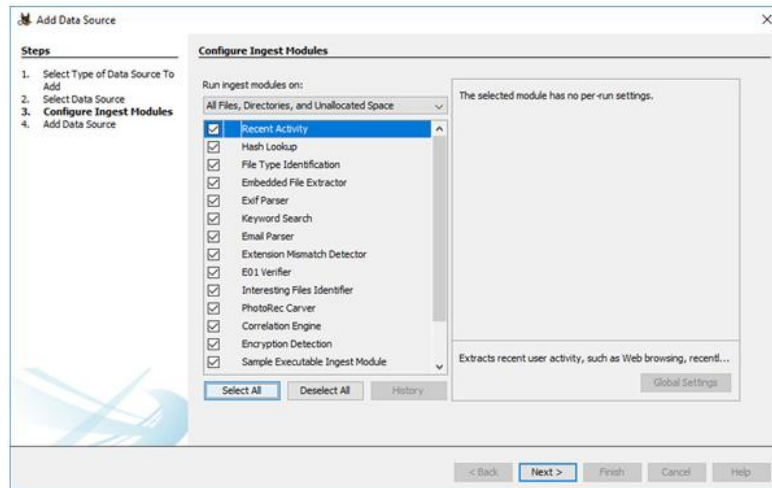 Add Data Source
Steps
1. Select Type of Data Source To
Add
2. Select Data Source
3. Configure Ingest Modules
4. Add Data Source
Configure Ingest Modules
Run ingest modules on:
All Files, Directories, and Unallocated Space
Recent Activity
Hash Lookup
File Type Identification
Embedded File Extractor
Exif Parser
Keyword Search
Email Parser
Extension Mismatch Detector
E01 Verifier
Interesting Files Identifier
PhotoRec Carver
Correlation Engine
Encryption Detection
Sample Executable Ingest Module
Select All Deselect All History
The selected module has no per-run settings.
Extracts recent user activity, such as Web browsing, recentl...
Global Settings
< Back Next > Finish Cancel Help